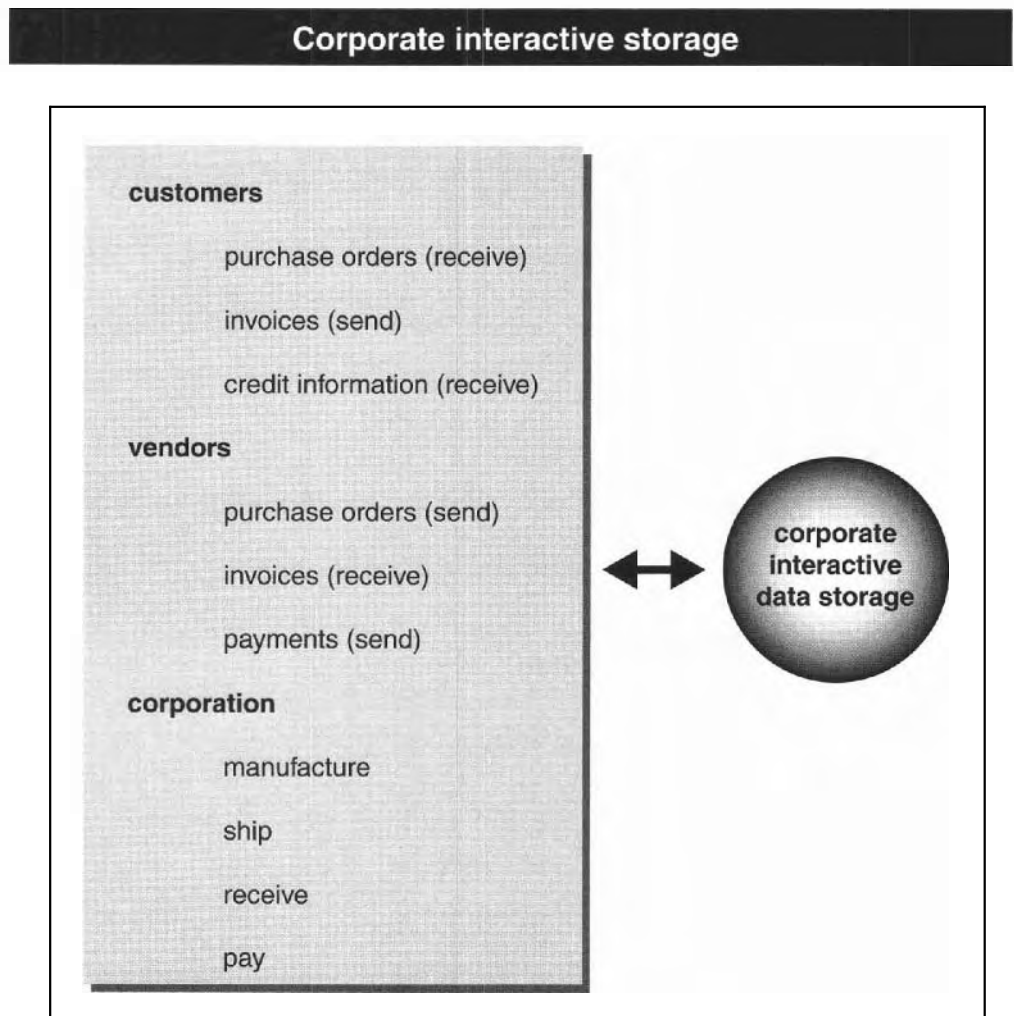 Corporate interactive storage
customers
purchase orders (receive)
invoices (send)
credit information (receive)
vendors
purchase orders (send)
invoices (receive)
payments (send)
corporation
manufacture
ship
receive
pay
corporate
interactive
data storage